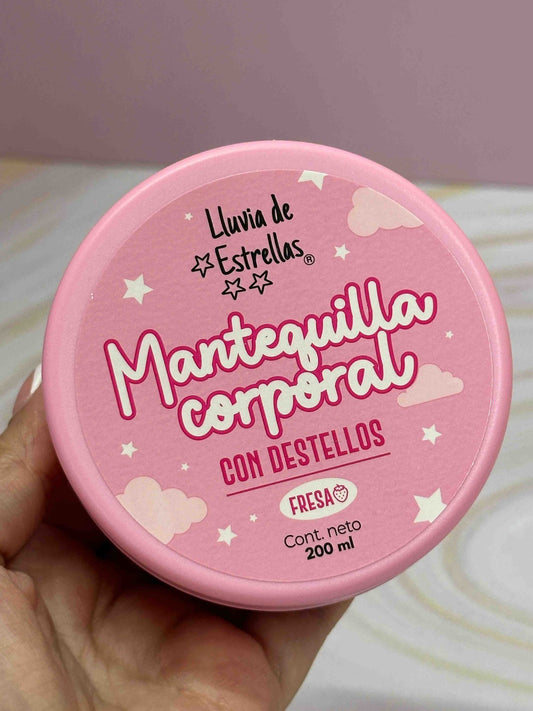 Lluvia de
Estrellas®
Mantequilla
corporal
CON DESTELLOS
FRESA
Cont. neto
200 ml